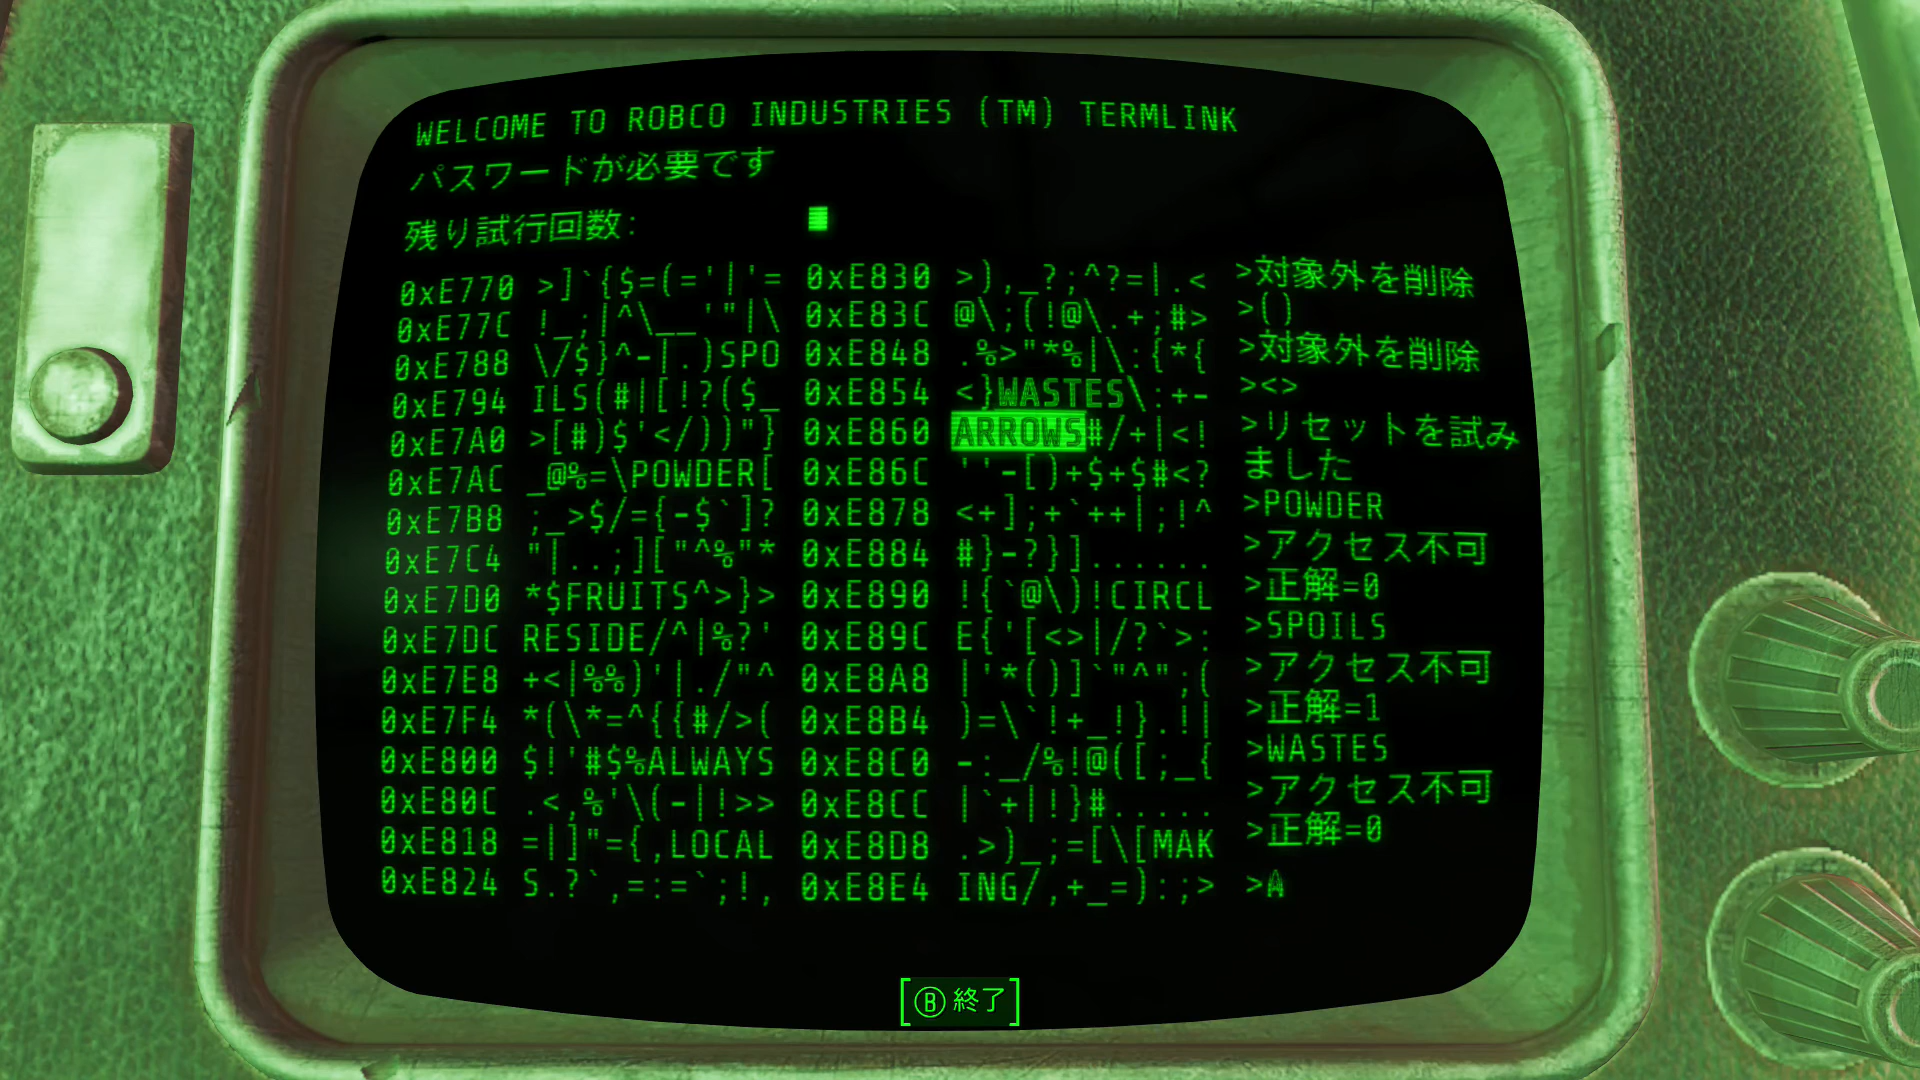 WELCOME TO ROBCO INDUSTRIES (TM) TERMLINK
パスワードが必要です
残り試行回数:
0xE770 >]`{$=(='|'=
0xE77C !_;|^\__'"|\
0xE788 \/$}^-|.)SPO
0xE794 ILS(#|[!?($_
0xE7A0 >[#)$'</))"}
0xE7AC _@%=\POWDER[
0xE7B8 ;_>$/={-$`]?
0xE7C4 "|..;]["^%"*
0xE7D0 *$FRUITS^>}>
0xE7DC RESIDE/^|%?'
0xE7E8 +<|%%)'|./"^
0xE7F4 *(\*=^{{#/>(
0xE800 $!'#$%ALWAYS
0xE80C .<,%'\(-|!>>
0xE818 =|]"={,LOCAL
0xE824 S.?`,=:=`;!,
0xE830 >),_?;^?=|.<
0xE83C @\;(!@\.+;#>
0xE848 .%>"*%|\:{*{
0xE854 <}WASTES\:+-
0xE860 ARROWS#/+|<!
0xE86C ''-[)+$+$#<?
0xE878 <+];+`++|;!^
0xE884 #}-?}]......
0xE890 !{`@\)!CIRCL
0xE89C E{'[<>|/?`>:
0xE8A8 |'*()]`"^";(
0xE8B4 )=\`!+_!}.!|
0xE8C0 -:_/%!@([;_{
0xE8CC |`+|!}#.....
0xE8D8 .>)_;=[\[MAK
0xE8E4 ING/,+_=):;>
>対象外を削除
>()
>対象外を削除
><>
>リセットを試み
ました
>POWDER
>アクセス不可
>正解=0
>SPOILS
>アクセス不可
>正解=1
>WASTES
>アクセス不可
>正解=0
>A
[Ⓑ終了]